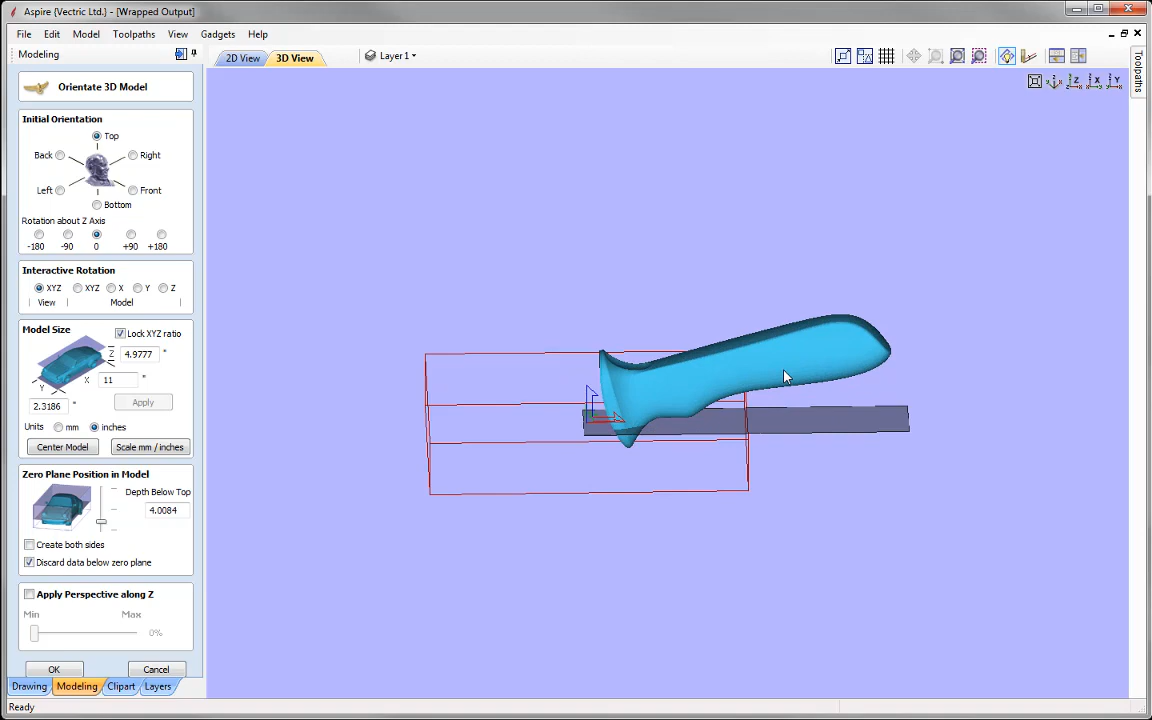 Aspire {Vectric Ltd.} - [Wrapped Output]
File Edit Model Toolpaths View Gadgets Help
Modeling
2D View 3D View Layer 1
Toolpaths
Orientate 3D Model
Z X Y
Initial Orientation
Top
Back Right
Left Front
Bottom
Rotation about Z Axis
-180 -90 0 +90 +180
Interactive Rotation
XYZ XYZ X Y Z
View | Model |
Model Size
Lock XYZ ratio
Z 4.9777 "
Y X 11 "
2.3186 " Apply
Units mm inches
Center Model Scale mm / inches
Zero Plane Position in Model
Depth Below Top
4.0084
Create both sides
Discard data below zero plane
Apply Perspective along Z
Min Max
0%
OK Cancel
Drawing Modeling Clipart Layers
Ready